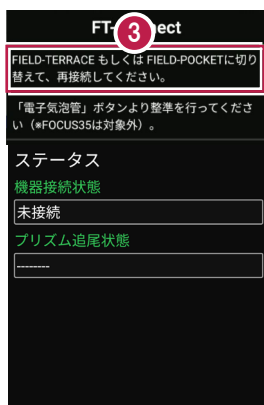 FT-
ect
3
FIELD-TERRACE もしくは FIELD-POCKETに切り
替えて、再接続してください。
「電子気泡管」ボタンより整準を行ってくださ
い（※FOCUS35は対象外）。
ステータス
機器接続状態
未接続
プリズム追尾状態
--------